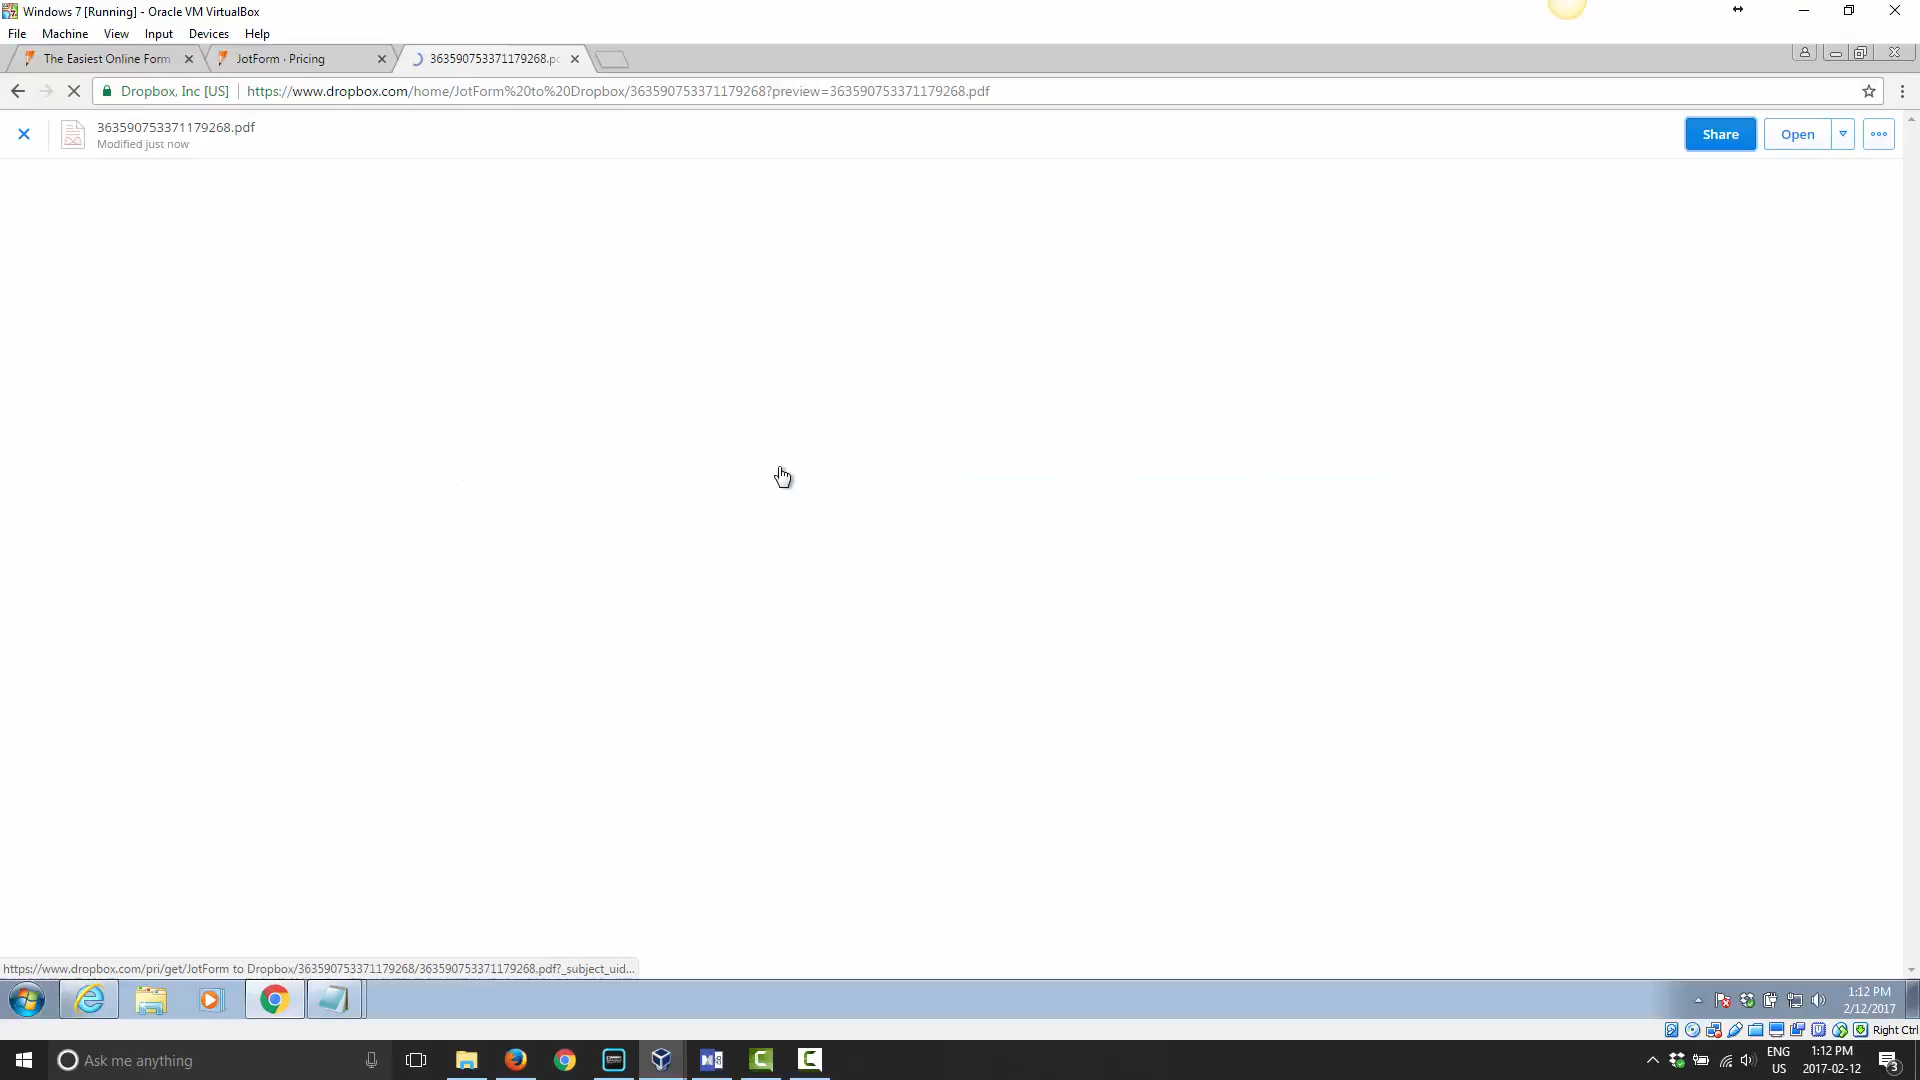 Windows 7 [Running] - Oracle VM VirtualBox
File Machine View Input Devices Help
The Easiest Online Form
JotForm · Pricing
363590753371179268.p
Dropbox, Inc [US]
https://www.dropbox.com/home/JotForm%20to%20Dropbox/363590753371179268?preview=363590753371179268.pdf
363590753371179268.pdf
Modified just now
Share
Open
https://www.dropbox.com/pri/get/JotForm to Dropbox/363590753371179268/363590753371179268.pdf?_subject_uid...
1:12 PM
2/12/2017
Right Ctrl
Ask me anything
ENG
US
1:12 PM
2017-02-12
3